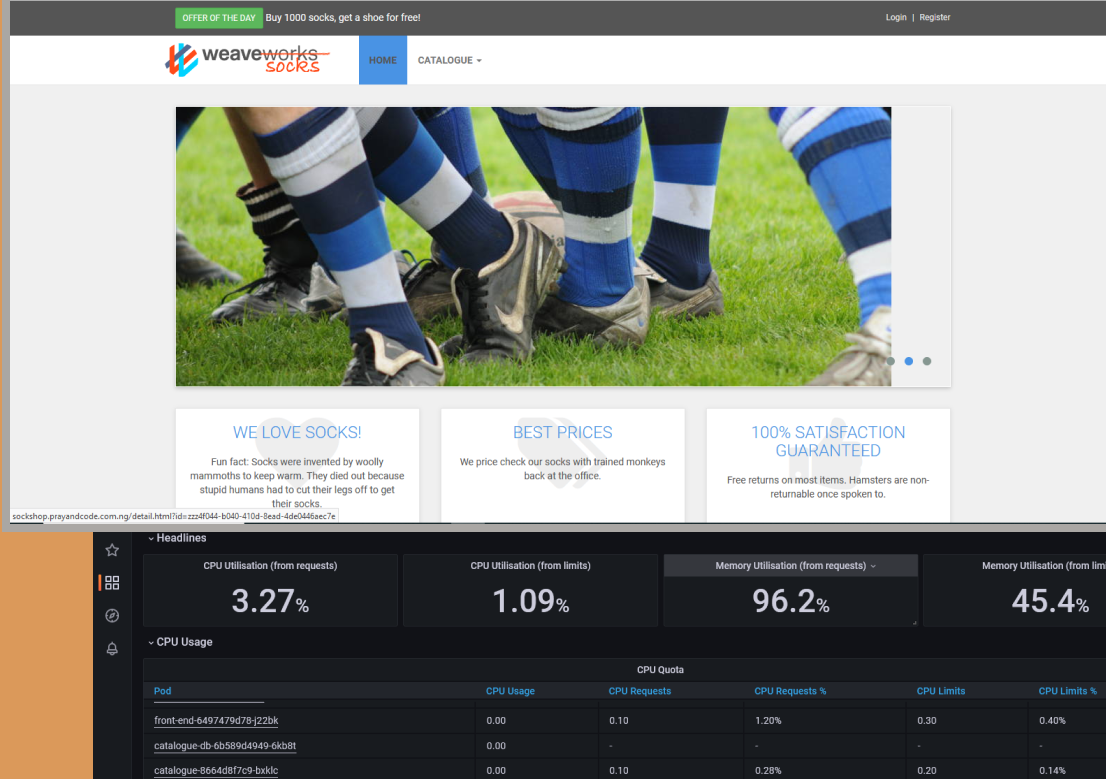 OFFER OF THE DAY Buy 1000 socks, get a shoe for free!
Login | Register
weaveworks
socks
HOME
CATALOGUE
WE LOVE SOCKS!
Fun fact: Socks were invented by woolly
mammoths to keep warm. They died out because
stupid humans had to cut their legs off to get
their socks.
BEST PRICES
We price check our socks with trained monkeys
back at the office.
100% SATISFACTION
GUARANTEED
Free returns on most items. Hamsters are non-
returnable once spoken to.
sockshop.prayandcode.com.ng/detail.html?id=zzz4f044-b040-410d-8ead-4de0446aec7e
Headlines
CPU Utilisation (from requests)
3.27%
CPU Utilisation (from limits)
1.09%
Memory Utilisation (from requests)
96.2%
Memory Utilisation (from lim
45.4%
CPU Usage
CPU Quota
Pod CPU Usage CPU Requests CPU Requests % CPU Limits CPU Limits %
front-end-6497479d78-j22bk 0.00 0.10 1.20% 0.30 0.40%
catalogue-db-6b589d4949-6kb8t 0.00 - - - -
catalogue-8664d8f7c9-bxklc 0.00 0.10 0.28% 0.20 0.14%